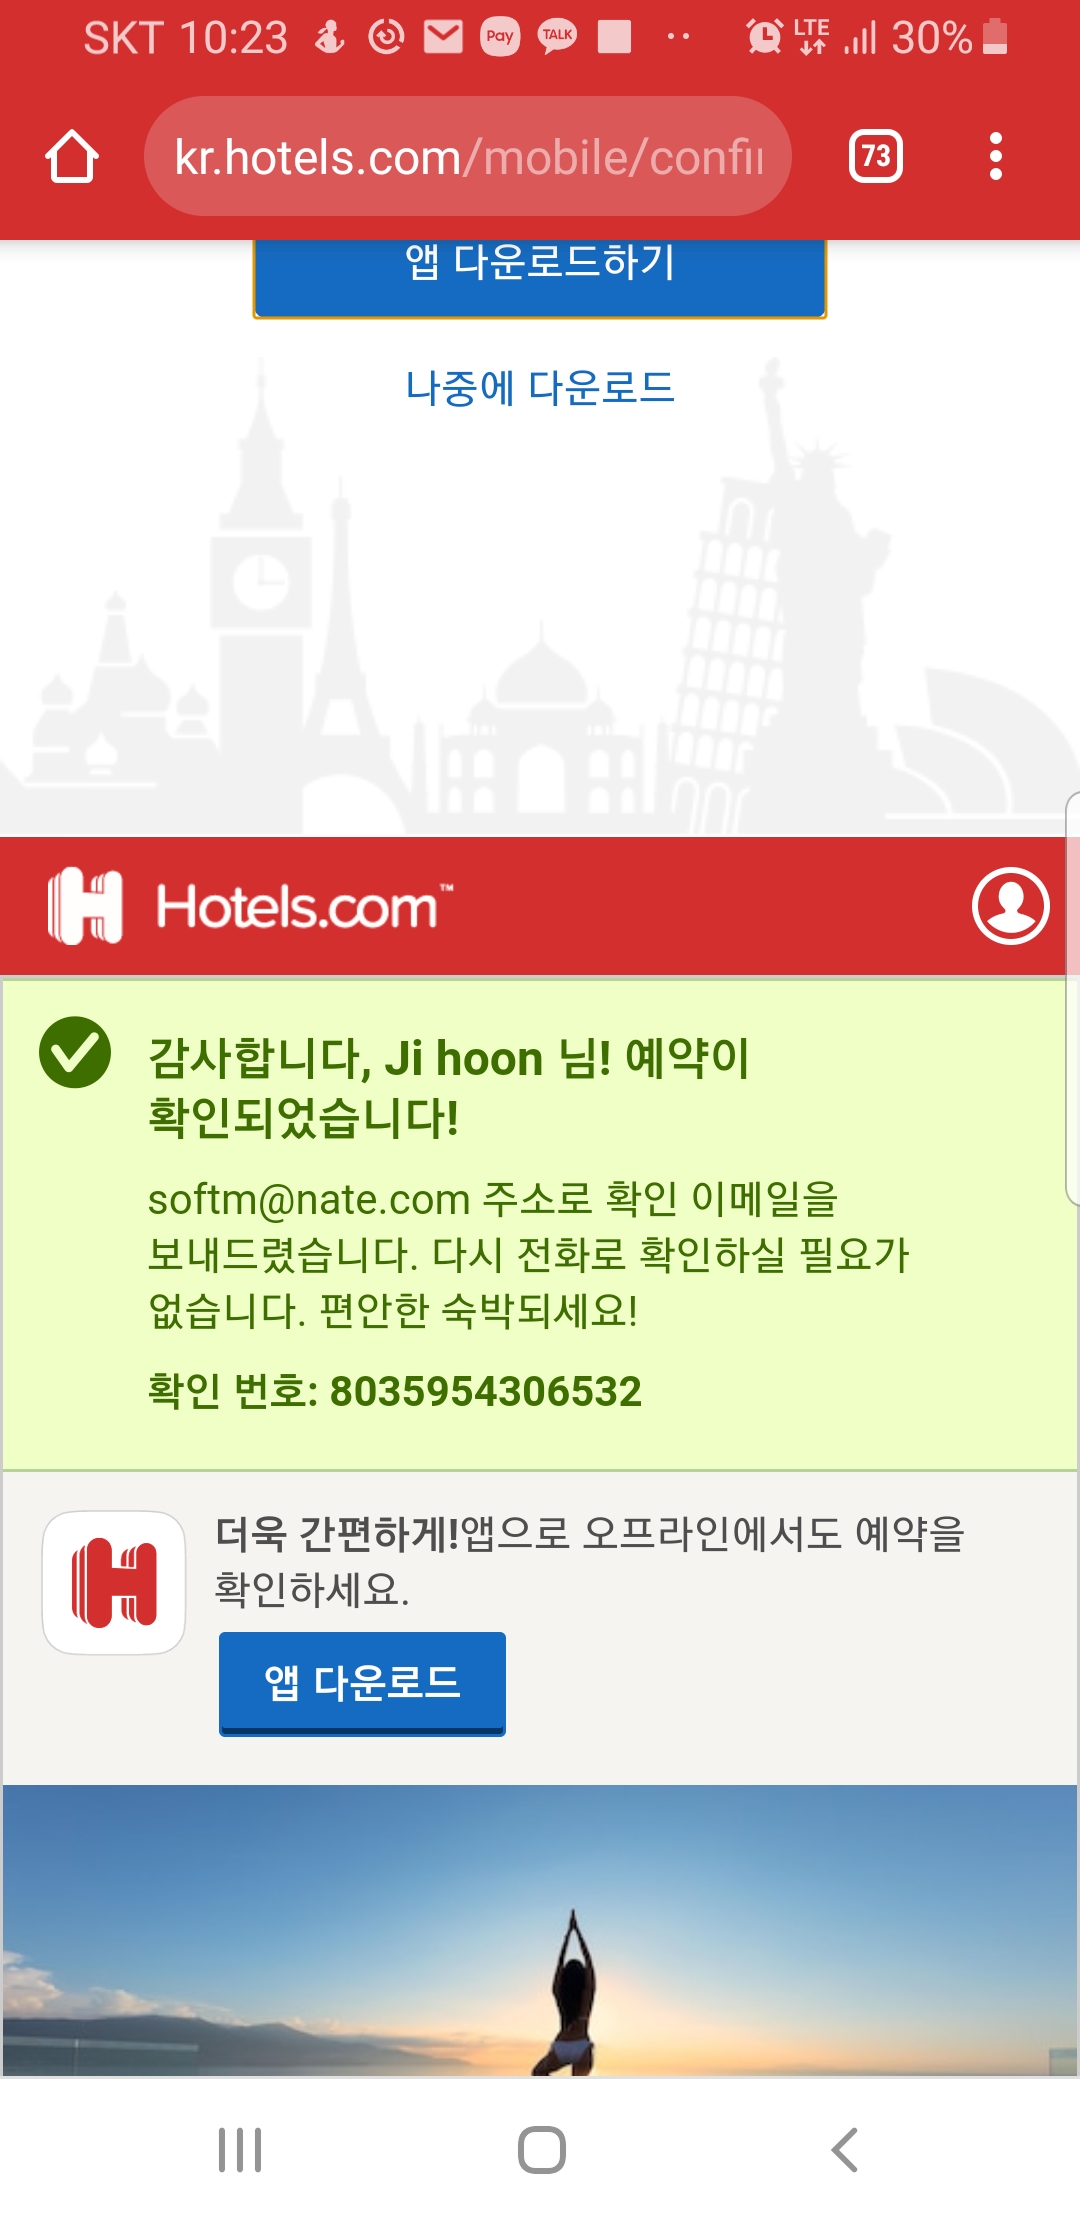 SKT 10:23 Pay TALK LTE 30%
kr.hotels.com/mobile/confi
73
앱 다운로드하기
나중에 다운로드
Hotels.com™
감사합니다, Ji hoon 님! 예약이
확인되었습니다!
softm@nate.com 주소로 확인 이메일을
보내드렸습니다. 다시 전화로 확인하실 필요가
없습니다. 편안한 숙박되세요!
확인 번호: 8035954306532
더욱 간편하게!앱으로 오프라인에서도 예약을
확인하세요.
앱 다운로드